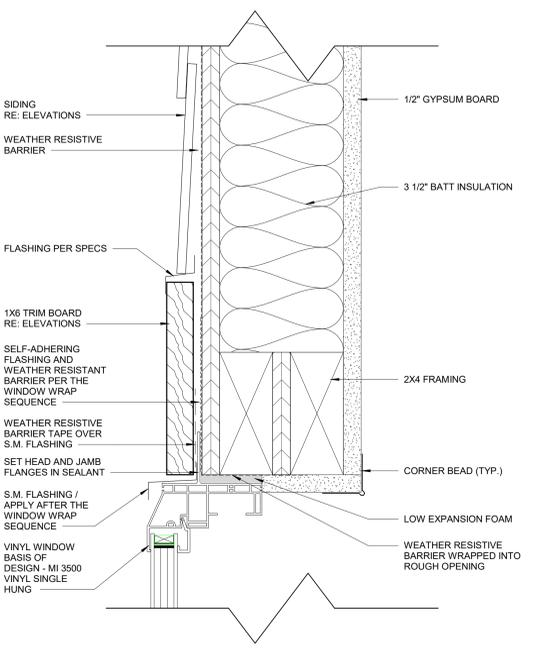 SIDING
RE: ELEVATIONS
WEATHER RESISTIVE
BARRIER
FLASHING PER SPECS
1X6 TRIM BOARD
RE: ELEVATIONS
SELF-ADHERING
FLASHING AND
WEATHER RESISTANT
BARRIER PER THE
WINDOW WRAP
SEQUENCE
WEATHER RESISTIVE
BARRIER TAPE OVER
S.M. FLASHING
SET HEAD AND JAMB
FLANGES IN SEALANT
S.M. FLASHING /
APPLY AFTER THE
WINDOW WRAP
SEQUENCE
VINYL WINDOW
BASIS OF
DESIGN - MI 3500
VINYL SINGLE
HUNG
1/2" GYPSUM BOARD
3 1/2" BATT INSULATION
2X4 FRAMING
CORNER BEAD (TYP.)
LOW EXPANSION FOAM
WEATHER RESISTIVE
BARRIER WRAPPED INTO
ROUGH OPENING